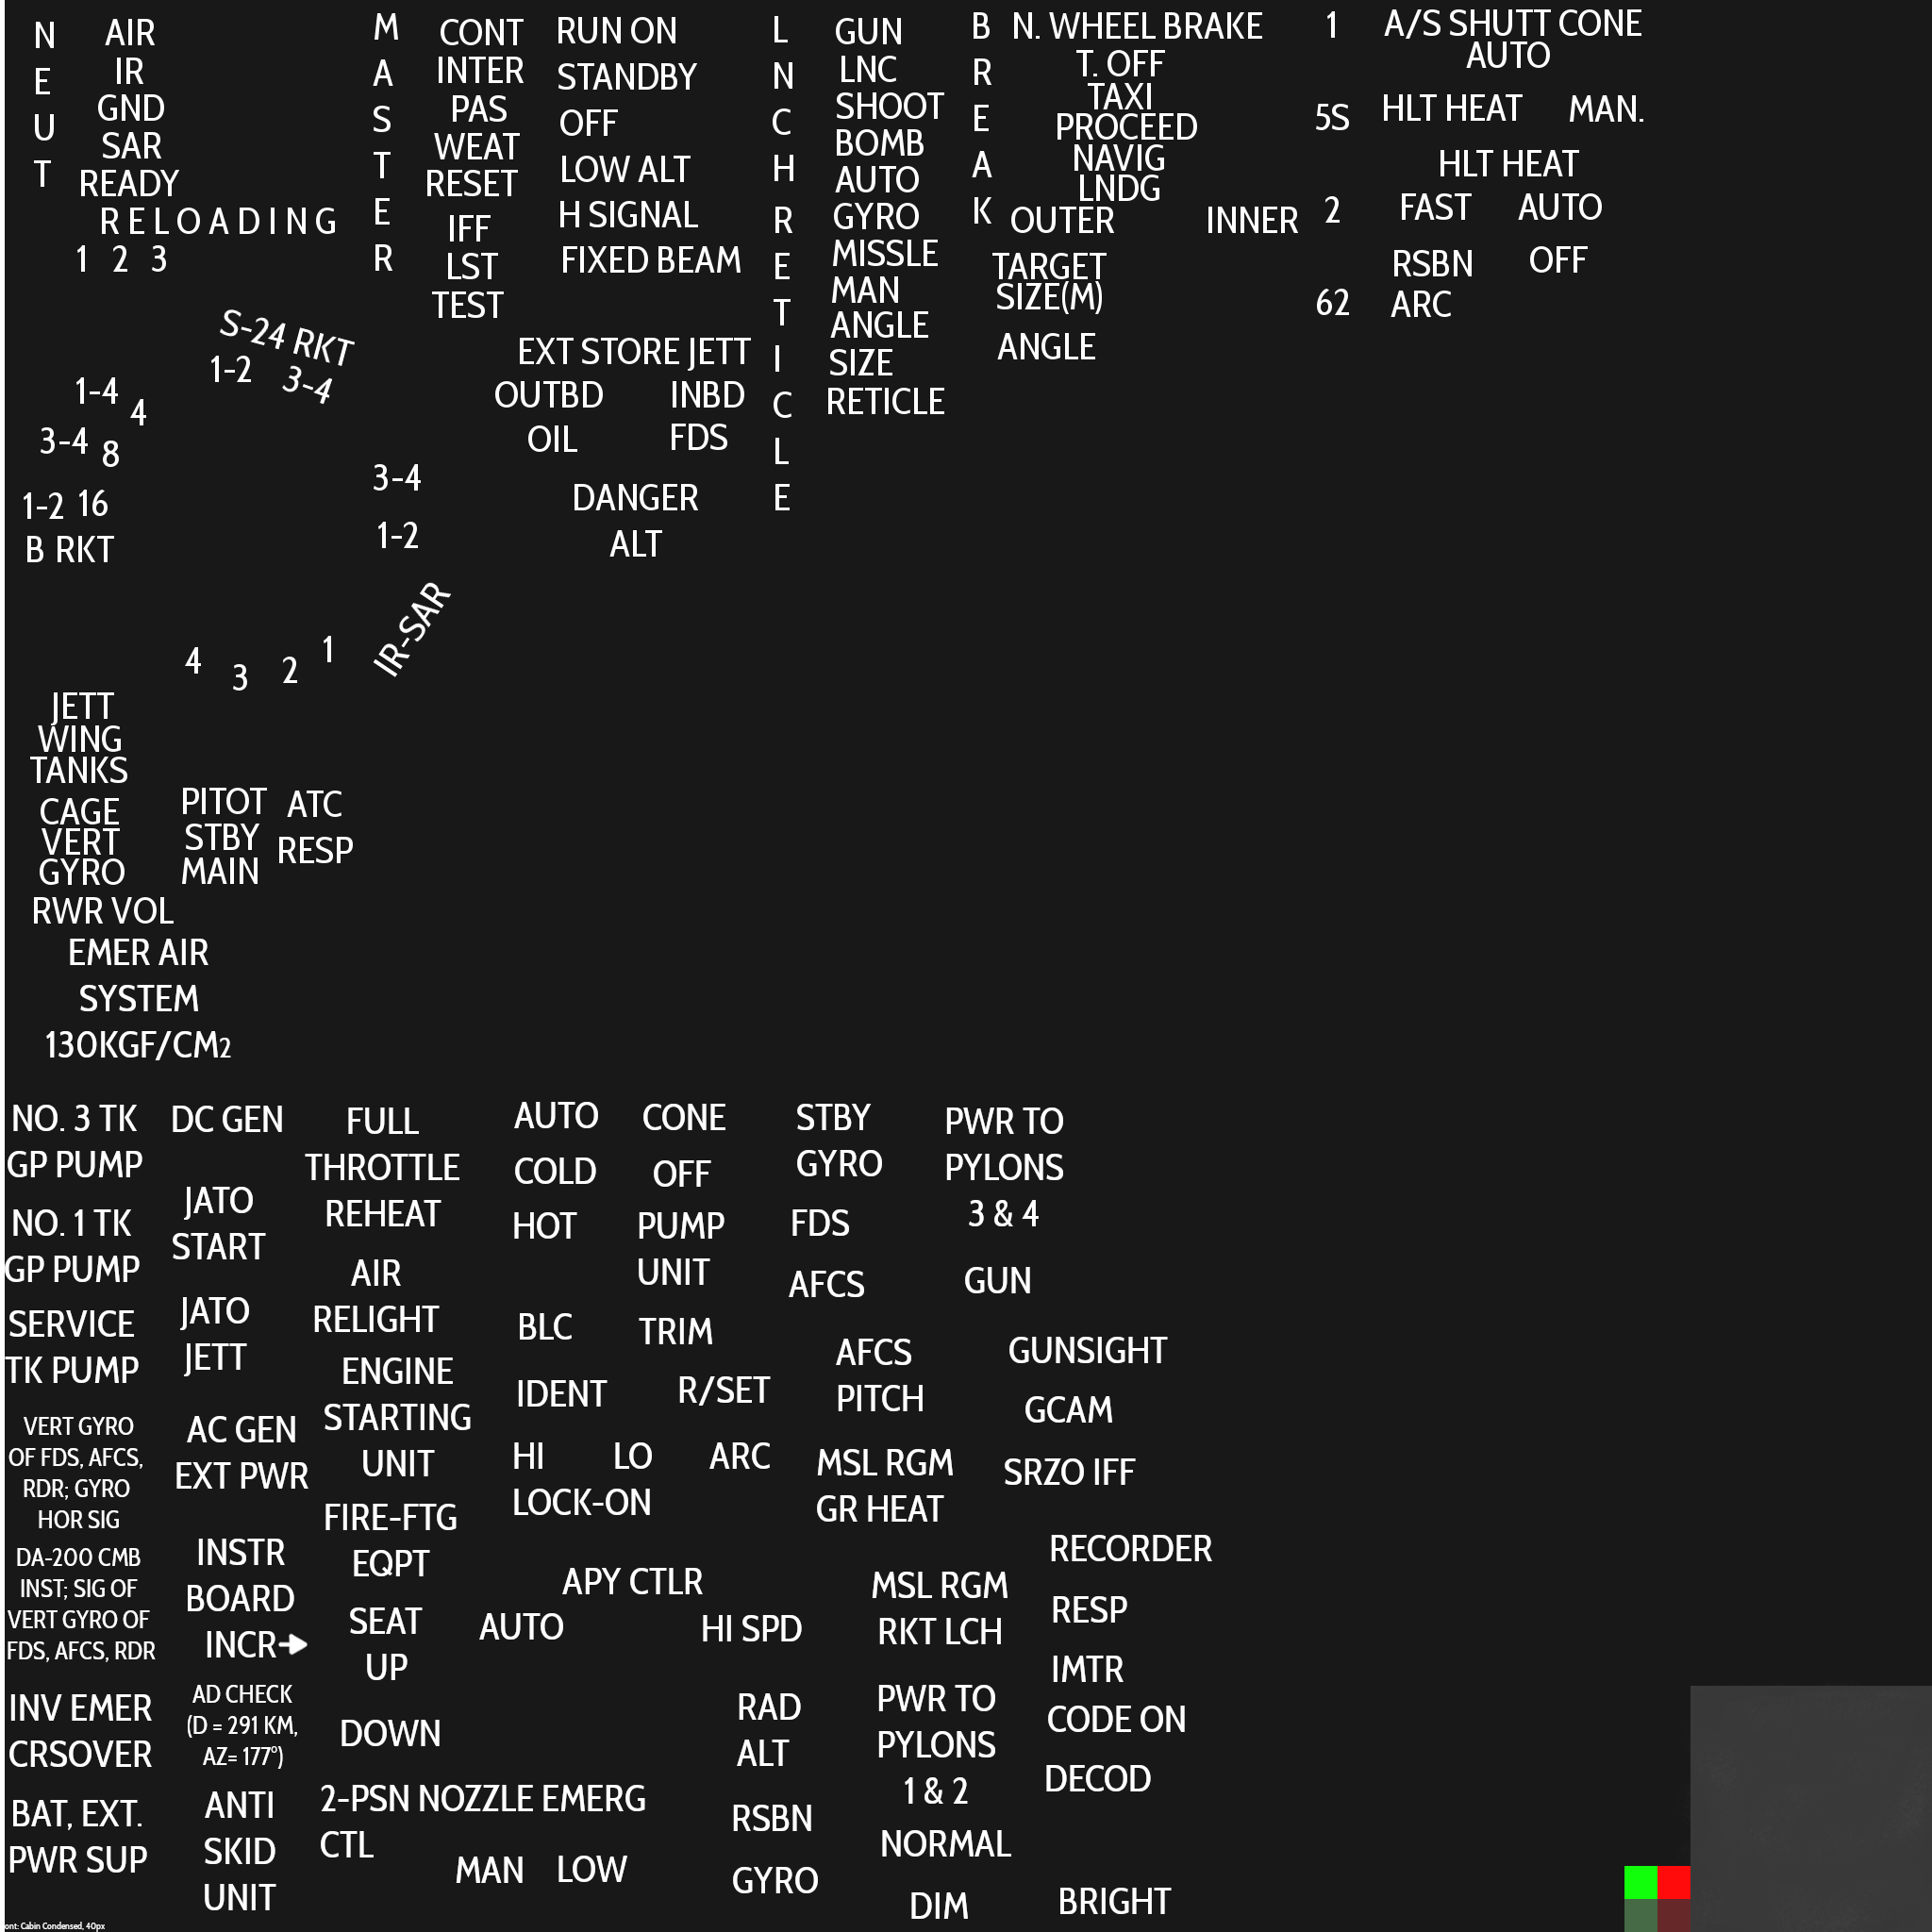 NEUT
AIR
IR
GND
SAR
READY
RELOADING
1 2 3
MASTER
CONT
INTER
PAS
WEAT
RESET
IFF
LST
TEST
RUN ON
STANDBY
OFF
LOW ALT
H SIGNAL
FIXED BEAM
LNCH
RETICLE
GUN
LNC
SHOOT
BOMB
AUTO
GYRO
MISSLE
MAN
ANGLE
SIZE
RETICLE
BREAK
N. WHEEL BRAKE
T. OFF
TAXI
PROCEED
NAVIG
LNDG
OUTER INNER
TARGET
SIZE(M)
ANGLE
1
5S
2
62
A/S SHUTT CONE
AUTO
HLT HEAT MAN.
HLT HEAT
FAST AUTO
RSBN OFF
ARC
S-24 RKT
1-2 3-4
1-4 4
3-4 8
1-2 16
B RKT
EXT STORE JETT
OUTBD INBD
OIL FDS
3-4
1-2
DANGER
ALT
IR-SAR
4 3 2 1
JETT
WING
TANKS
CAGE
VERT
GYRO
PITOT
STBY
MAIN
ATC
RESP
RWR VOL
EMER AIR
SYSTEM
130KGF/CM2
NO. 3 TK
GP PUMP
NO. 1 TK
GP PUMP
SERVICE
TK PUMP
VERT GYRO
OF FDS, AFCS,
RDR; GYRO
HOR SIG
DA-200 CMB
INST; SIG OF
VERT GYRO OF
FDS, AFCS, RDR
INV EMER
CRSOVER
BAT, EXT.
PWR SUP
DC GEN
JATO
START
JATO
JETT
AC GEN
EXT PWR
INSTR
BOARD
INCR
AD CHECK
(D = 291 KM,
AZ= 177°)
ANTI
SKID
UNIT
FULL
THROTTLE
REHEAT
AIR
RELIGHT
ENGINE
STARTING
UNIT
FIRE-FTG
EQPT
SEAT
UP
DOWN
2-PSN NOZZLE EMERG
CTL
MAN LOW
AUTO CONE
COLD OFF
HOT
PUMP
UNIT
BLC TRIM
IDENT R/SET
HI LO ARC
LOCK-ON
APY CTLR
AUTO HI SPD
RAD
ALT
RSBN
GYRO
STBY
GYRO
FDS
AFCS
AFCS
PITCH
MSL RGM
GR HEAT
MSL RGM
RKT LCH
PWR TO
PYLONS
1 & 2
NORMAL
DIM
PWR TO
PYLONS
3 & 4
GUN
GUNSIGHT
GCAM
SRZO IFF
RECORDER
RESP
IMTR
CODE ON
DECOD
BRIGHT
ont: Cabin Condensed, 40px